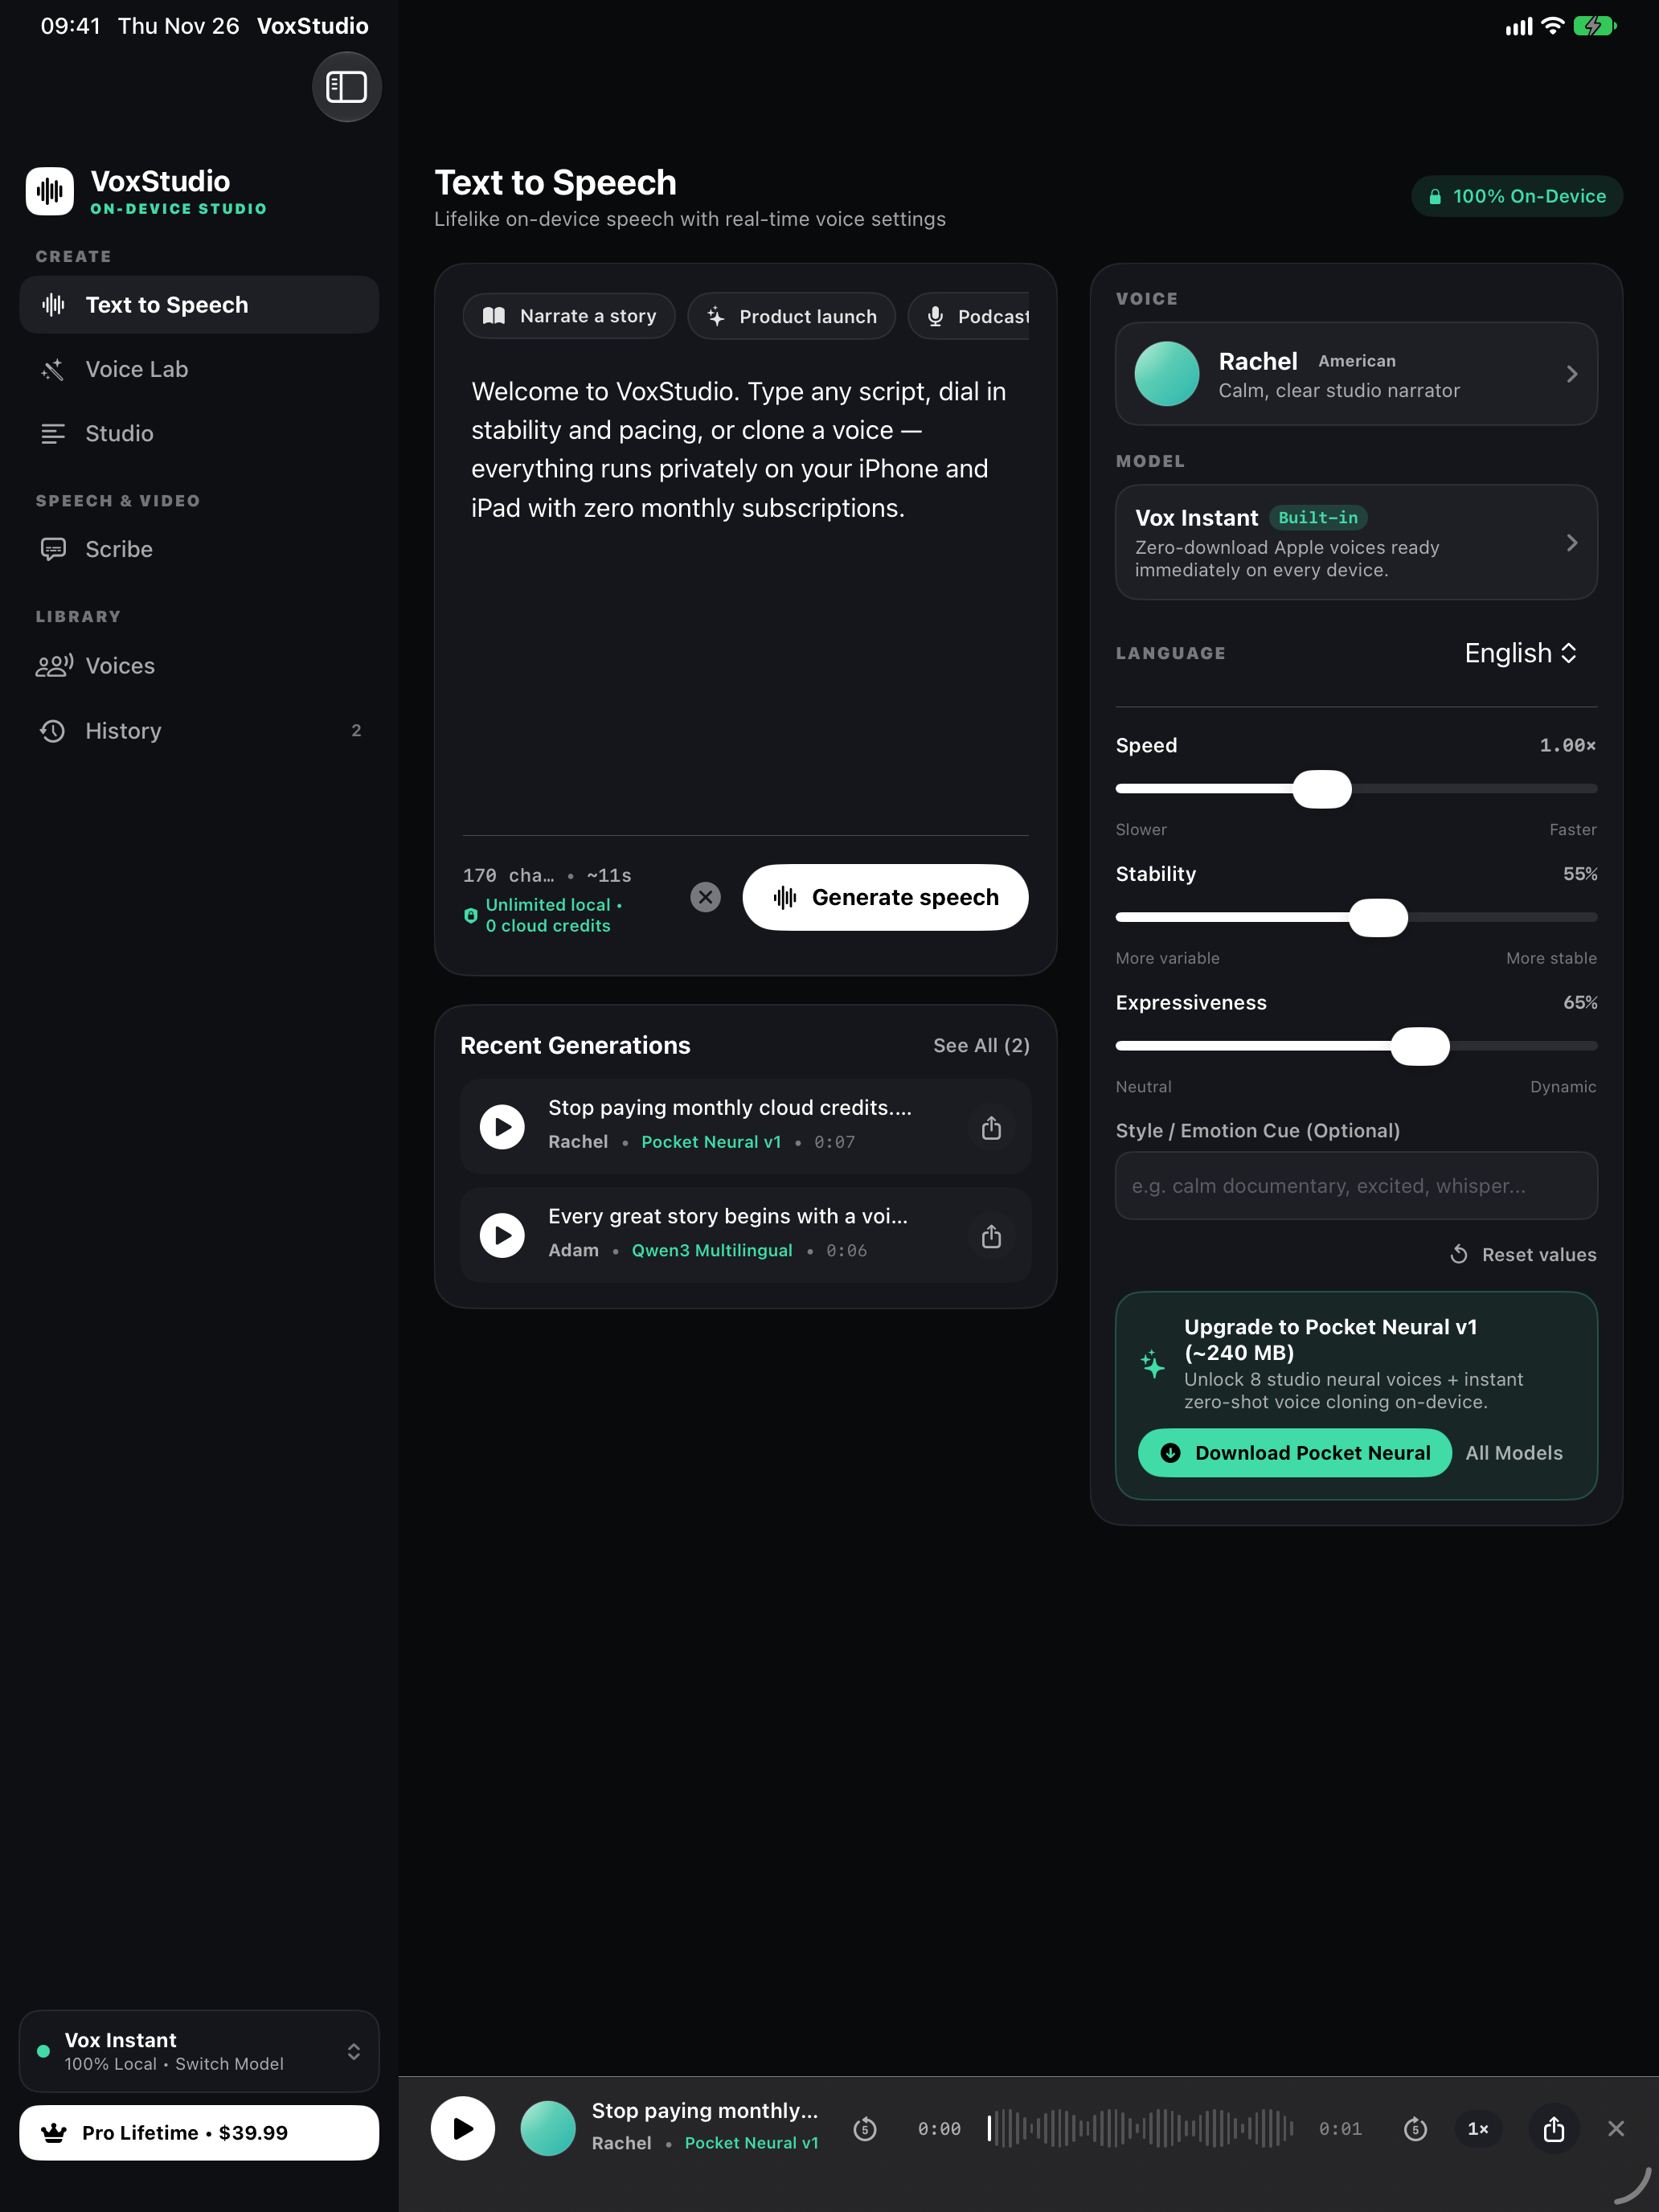 09:41 Thu Nov 26 VoxStudio
VoxStudio
ON-DEVICE STUDIO
CREATE
Text to Speech
Voice Lab
Studio
SPEECH & VIDEO
Scribe
LIBRARY
Voices
History 2
Vox Instant
100% Local • Switch Model
Pro Lifetime • $39.99
Text to Speech
Lifelike on-device speech with real-time voice settings
100% On-Device
Narrate a story
Product launch
Podcast
Welcome to VoxStudio. Type any script, dial in
stability and pacing, or clone a voice —
everything runs privately on your iPhone and
iPad with zero monthly subscriptions.
170 cha… • ~11s
Unlimited local •
0 cloud credits
Generate speech
Recent Generations
See All (2)
Stop paying monthly cloud credits....
Rachel • Pocket Neural v1 • 0:07
Every great story begins with a voi...
Adam • Qwen3 Multilingual • 0:06
VOICE
Rachel American
Calm, clear studio narrator
MODEL
Vox Instant Built-in
Zero-download Apple voices ready
immediately on every device.
LANGUAGE English
Speed 1.00×
Slower Faster
Stability 55%
More variable More stable
Expressiveness 65%
Neutral Dynamic
Style / Emotion Cue (Optional)
e.g. calm documentary, excited, whisper...
Reset values
Upgrade to Pocket Neural v1
(~240 MB)
Unlock 8 studio neural voices + instant
zero-shot voice cloning on-device.
Download Pocket Neural
All Models
Stop paying monthly...
Rachel • Pocket Neural v1
5
0:00
0:01
5
1×